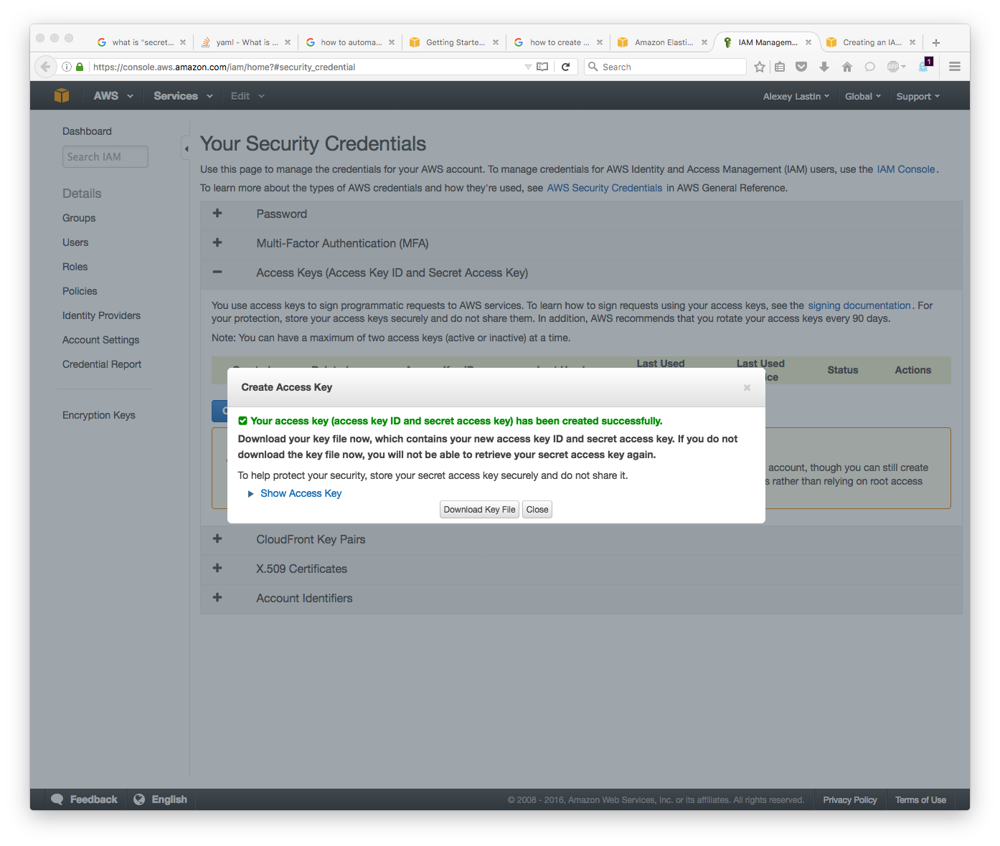 what is "secret...
yaml - What is ...
how to automa...
Getting Starte...
how to create ...
Amazon Elasti...
IAM Managem...
Creating an IA...
https://console.aws.amazon.com/iam/home?#security_credential
Search
ABP
1
AWS
Services
Edit
Alexey Lastin
Global
Support
Dashboard
Search IAM
Details
Groups
Users
Roles
Policies
Identity Providers
Account Settings
Credential Report
Encryption Keys
Your Security Credentials
Use this page to manage the credentials for your AWS account. To manage credentials for AWS Identity and Access Management (IAM) users, use the IAM Console.
To learn more about the types of AWS credentials and how they're used, see AWS Security Credentials in AWS General Reference.
Password
Multi-Factor Authentication (MFA)
Access Keys (Access Key ID and Secret Access Key)
You use access keys to sign programmatic requests to AWS services. To learn how to sign requests using your access keys, see the signing documentation. For
your protection, store your access keys securely and do not share them. In addition, AWS recommends that you rotate your access keys every 90 days.
Note: You can have a maximum of two access keys (active or inactive) at a time.
Last Used
Last Used
Status
Actions
Create Access Key
Your access key (access key ID and secret access key) has been created successfully.
Download your key file now, which contains your new access key ID and secret access key. If you do not
download the key file now, you will not be able to retrieve your secret access key again.
To help protect your security, store your secret access key securely and do not share it.
Show Access Key
Download Key File
Close
account, though you can still create
s rather than relying on root access
CloudFront Key Pairs
X.509 Certificates
Account Identifiers
Feedback
English
© 2008 - 2016, Amazon Web Services, Inc. or its affiliates. All rights reserved.
Privacy Policy
Terms of Use